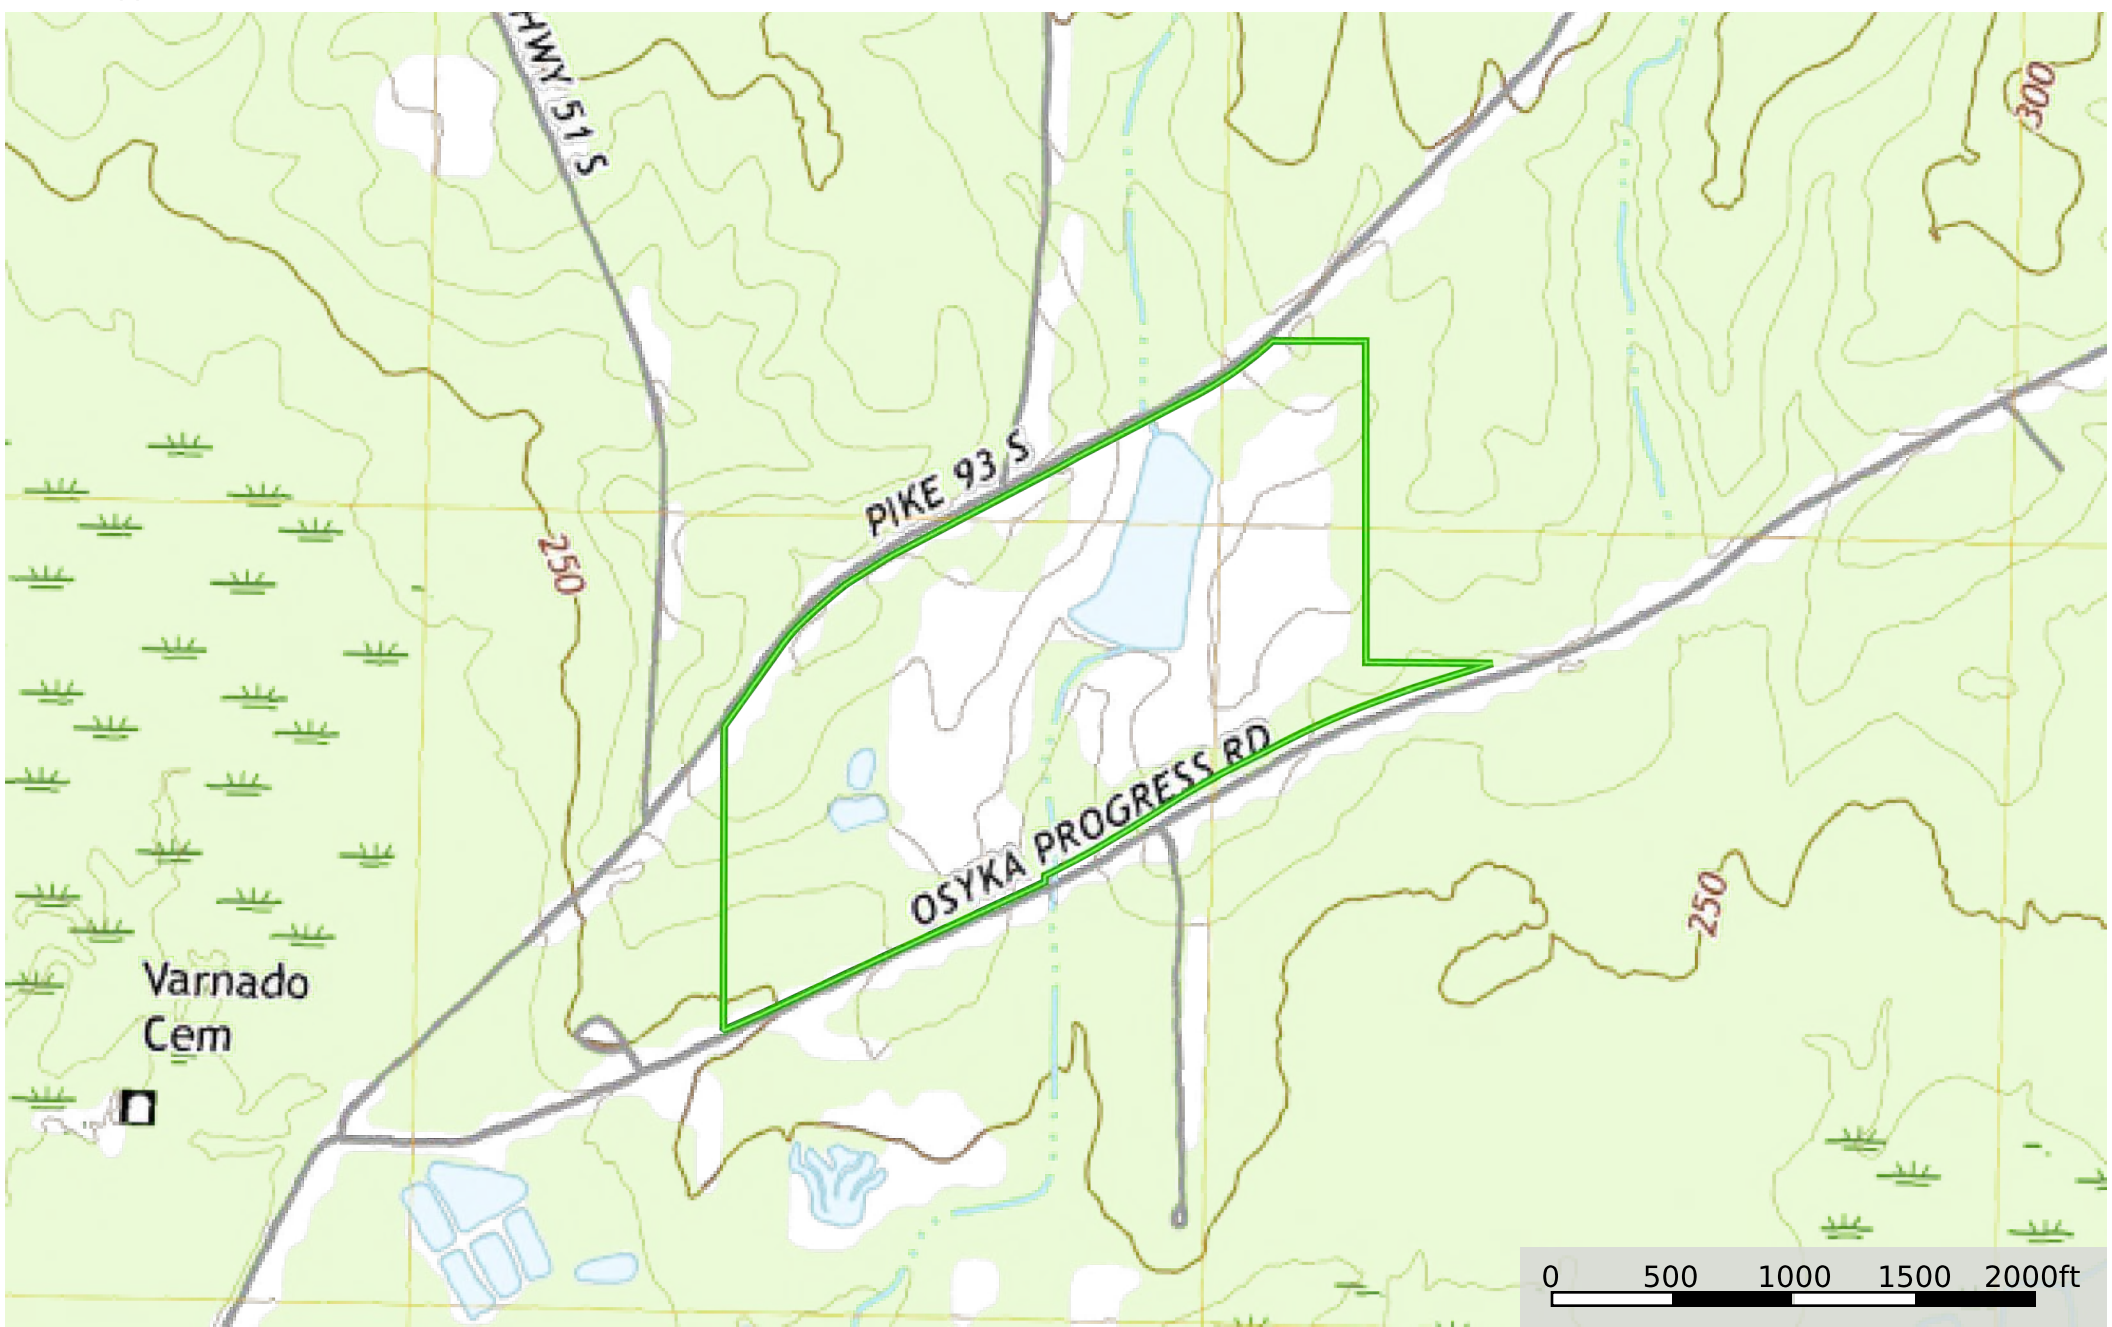 HWY 51 S
300
PIKE 93 S
250
OSYKA PROGRESS RD
250
Varnado
Cem
0 500 1000 1500 2000ft